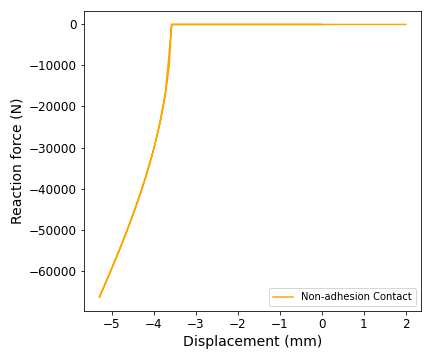 0
−10000
−20000
−30000
−40000
−50000
−60000
Reaction force (N)
Non-adhesion Contact
−5 −4 −3 −2 −1 0 1 2
Displacement (mm)